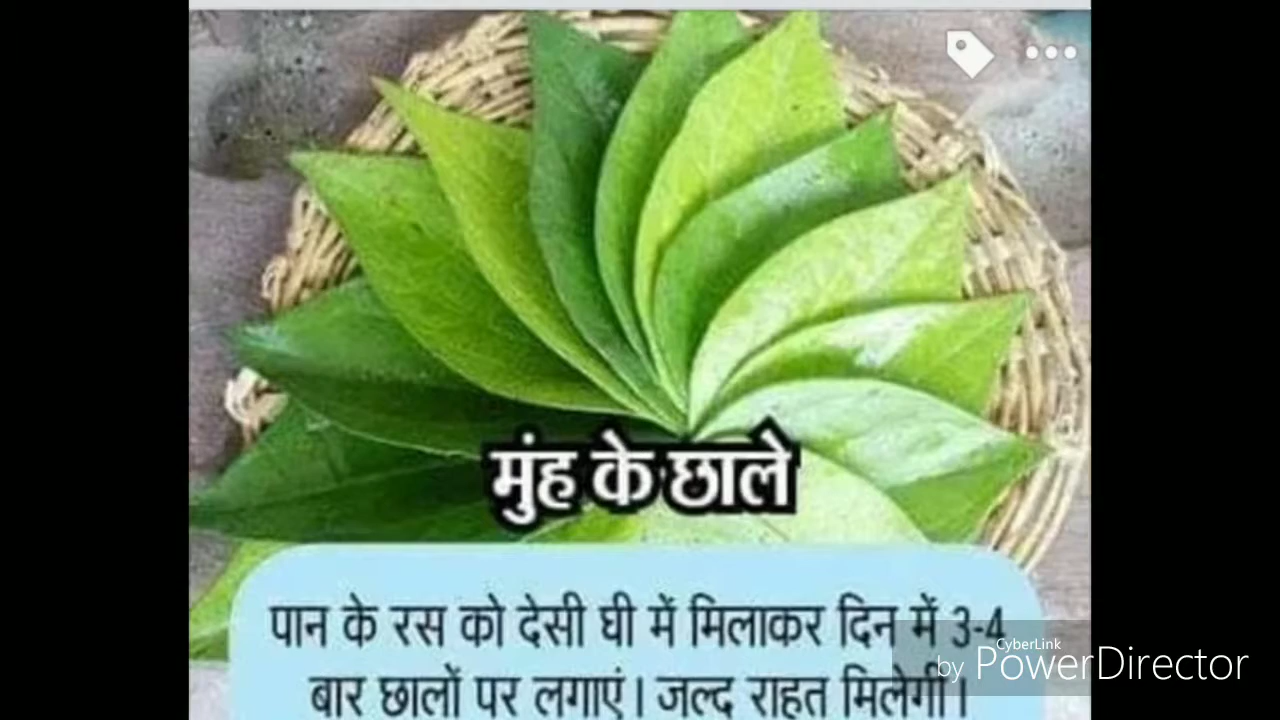 मुंह के छाले
पान के रस को देसी घी में मिलाकर दिन में 3-4
बार छालों पर लगाएं। जल्द राहत मिलेगी।
CyberLink
by PowerDirector